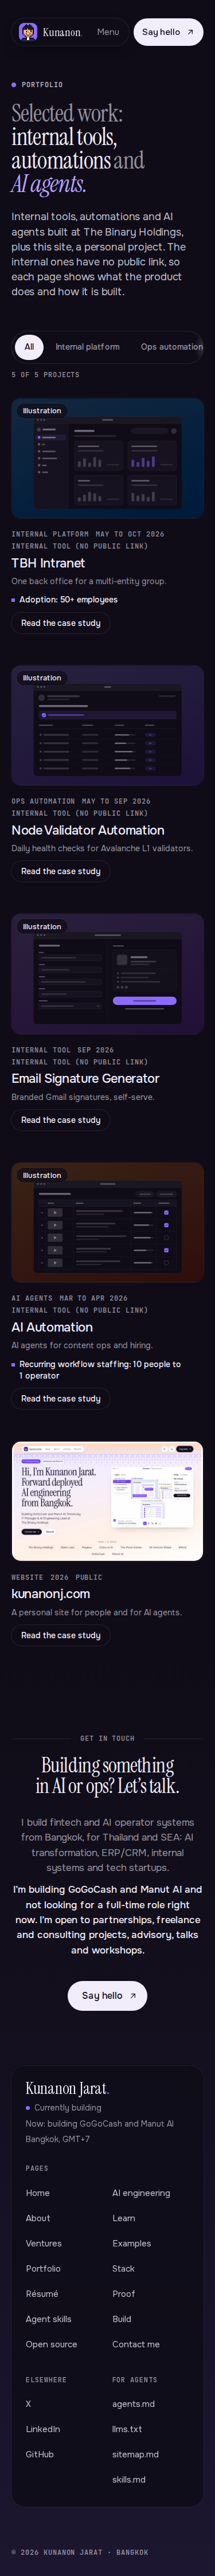 Kunanon.
Menu
Say hello ↗
PORTFOLIO
Selected work:
internal tools,
automations and
AI agents.
Internal tools, automations and AI
agents built at The Binary Holdings,
plus this site, a personal project. The
internal ones have no public link, so
each page shows what the product
does and how it is built.
All
Internal platform
Ops automation
5 OF 5 PROJECTS
Illustration
INTERNAL PLATFORM MAY TO OCT 2026
INTERNAL TOOL (NO PUBLIC LINK)
TBH Intranet
One back office for a multi-entity group.
Adoption: 50+ employees
Read the case study
Illustration
OPS AUTOMATION MAY TO SEP 2026
INTERNAL TOOL (NO PUBLIC LINK)
Node Validator Automation
Daily health checks for Avalanche L1 validators.
Read the case study
Illustration
INTERNAL TOOL SEP 2026
INTERNAL TOOL (NO PUBLIC LINK)
Email Signature Generator
Branded Gmail signatures, self-serve.
Read the case study
Illustration
AI AGENTS MAR TO APR 2026
INTERNAL TOOL (NO PUBLIC LINK)
AI Automation
AI agents for content ops and hiring.
Recurring workflow staffing: 10 people to
1 operator
Read the case study
Hi, I'm Kunanon Jarat.
Forward deployed
AI engineering
from Bangkok.
WEBSITE 2026 PUBLIC
kunanonj.com
A personal site for people and for AI agents.
Read the case study
GET IN TOUCH
Building something
in AI or ops? Let's talk.
I build fintech and AI operator systems
from Bangkok, for Thailand and SEA: AI
transformation, ERP/CRM, internal
systems and tech startups.
I'm building GoGoCash and Manut AI and
not looking for a full-time role right
now. I'm open to partnerships, freelance
and consulting projects, advisory, talks
and workshops.
Say hello ↗
Kunanon Jarat.
Currently building
Now: building GoGoCash and Manut AI
Bangkok, GMT+7
PAGES
Home
AI engineering
About
Learn
Ventures
Examples
Portfolio
Stack
Résumé
Proof
Agent skills
Build
Open source
Contact me
ELSEWHERE
FOR AGENTS
X
agents.md
LinkedIn
llms.txt
GitHub
sitemap.md
skills.md
© 2026 KUNANON JARAT · BANGKOK